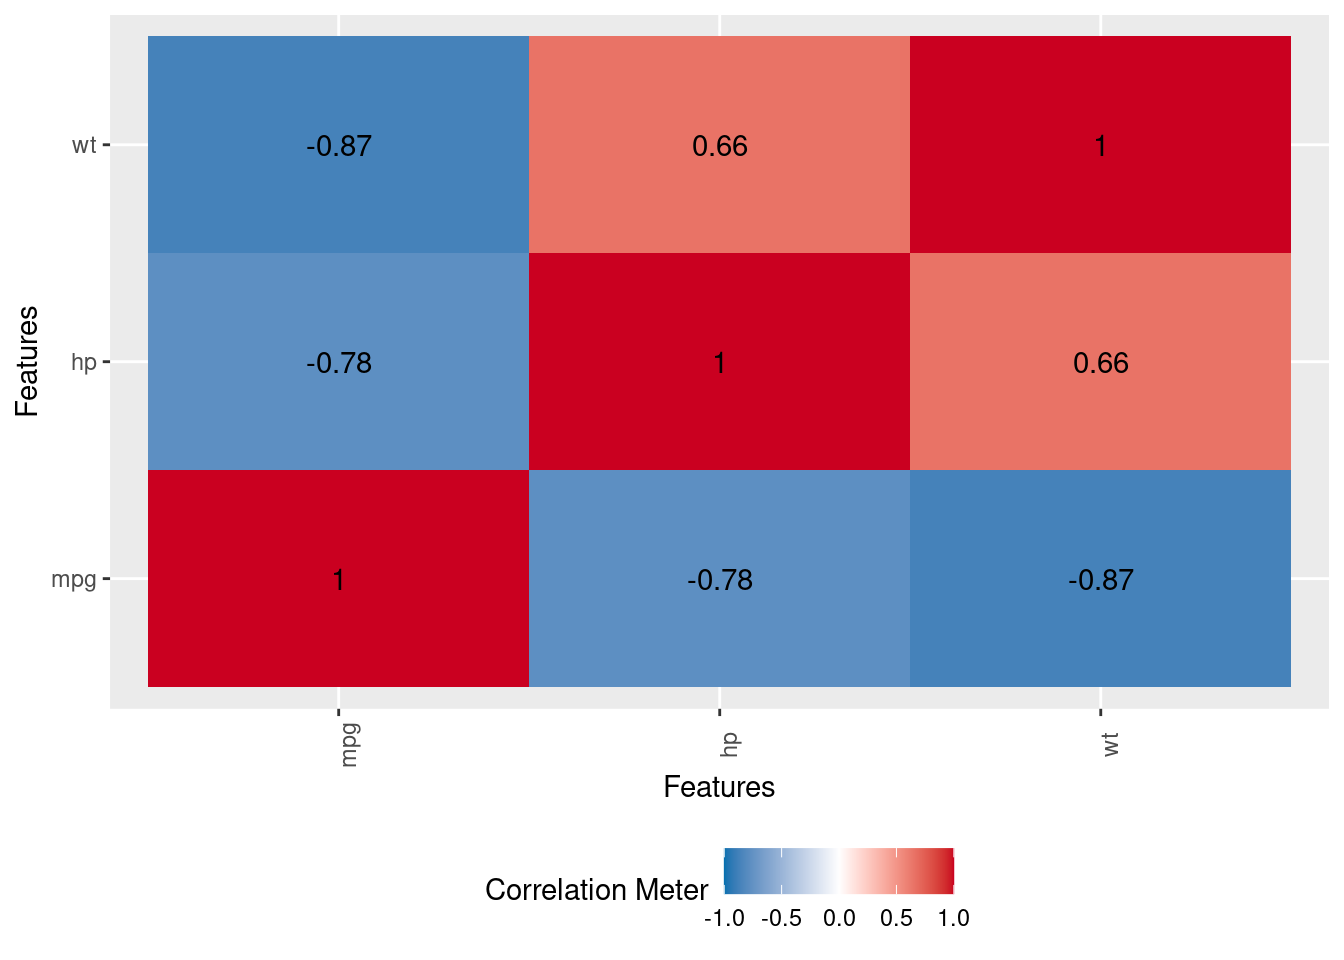 wt -0.87 0.66 1
hp -0.78 1 0.66
mpg 1 -0.78 -0.87
Features
mpg hp wt
Features
Correlation Meter
-1.0 -0.5 0.0 0.5 1.0